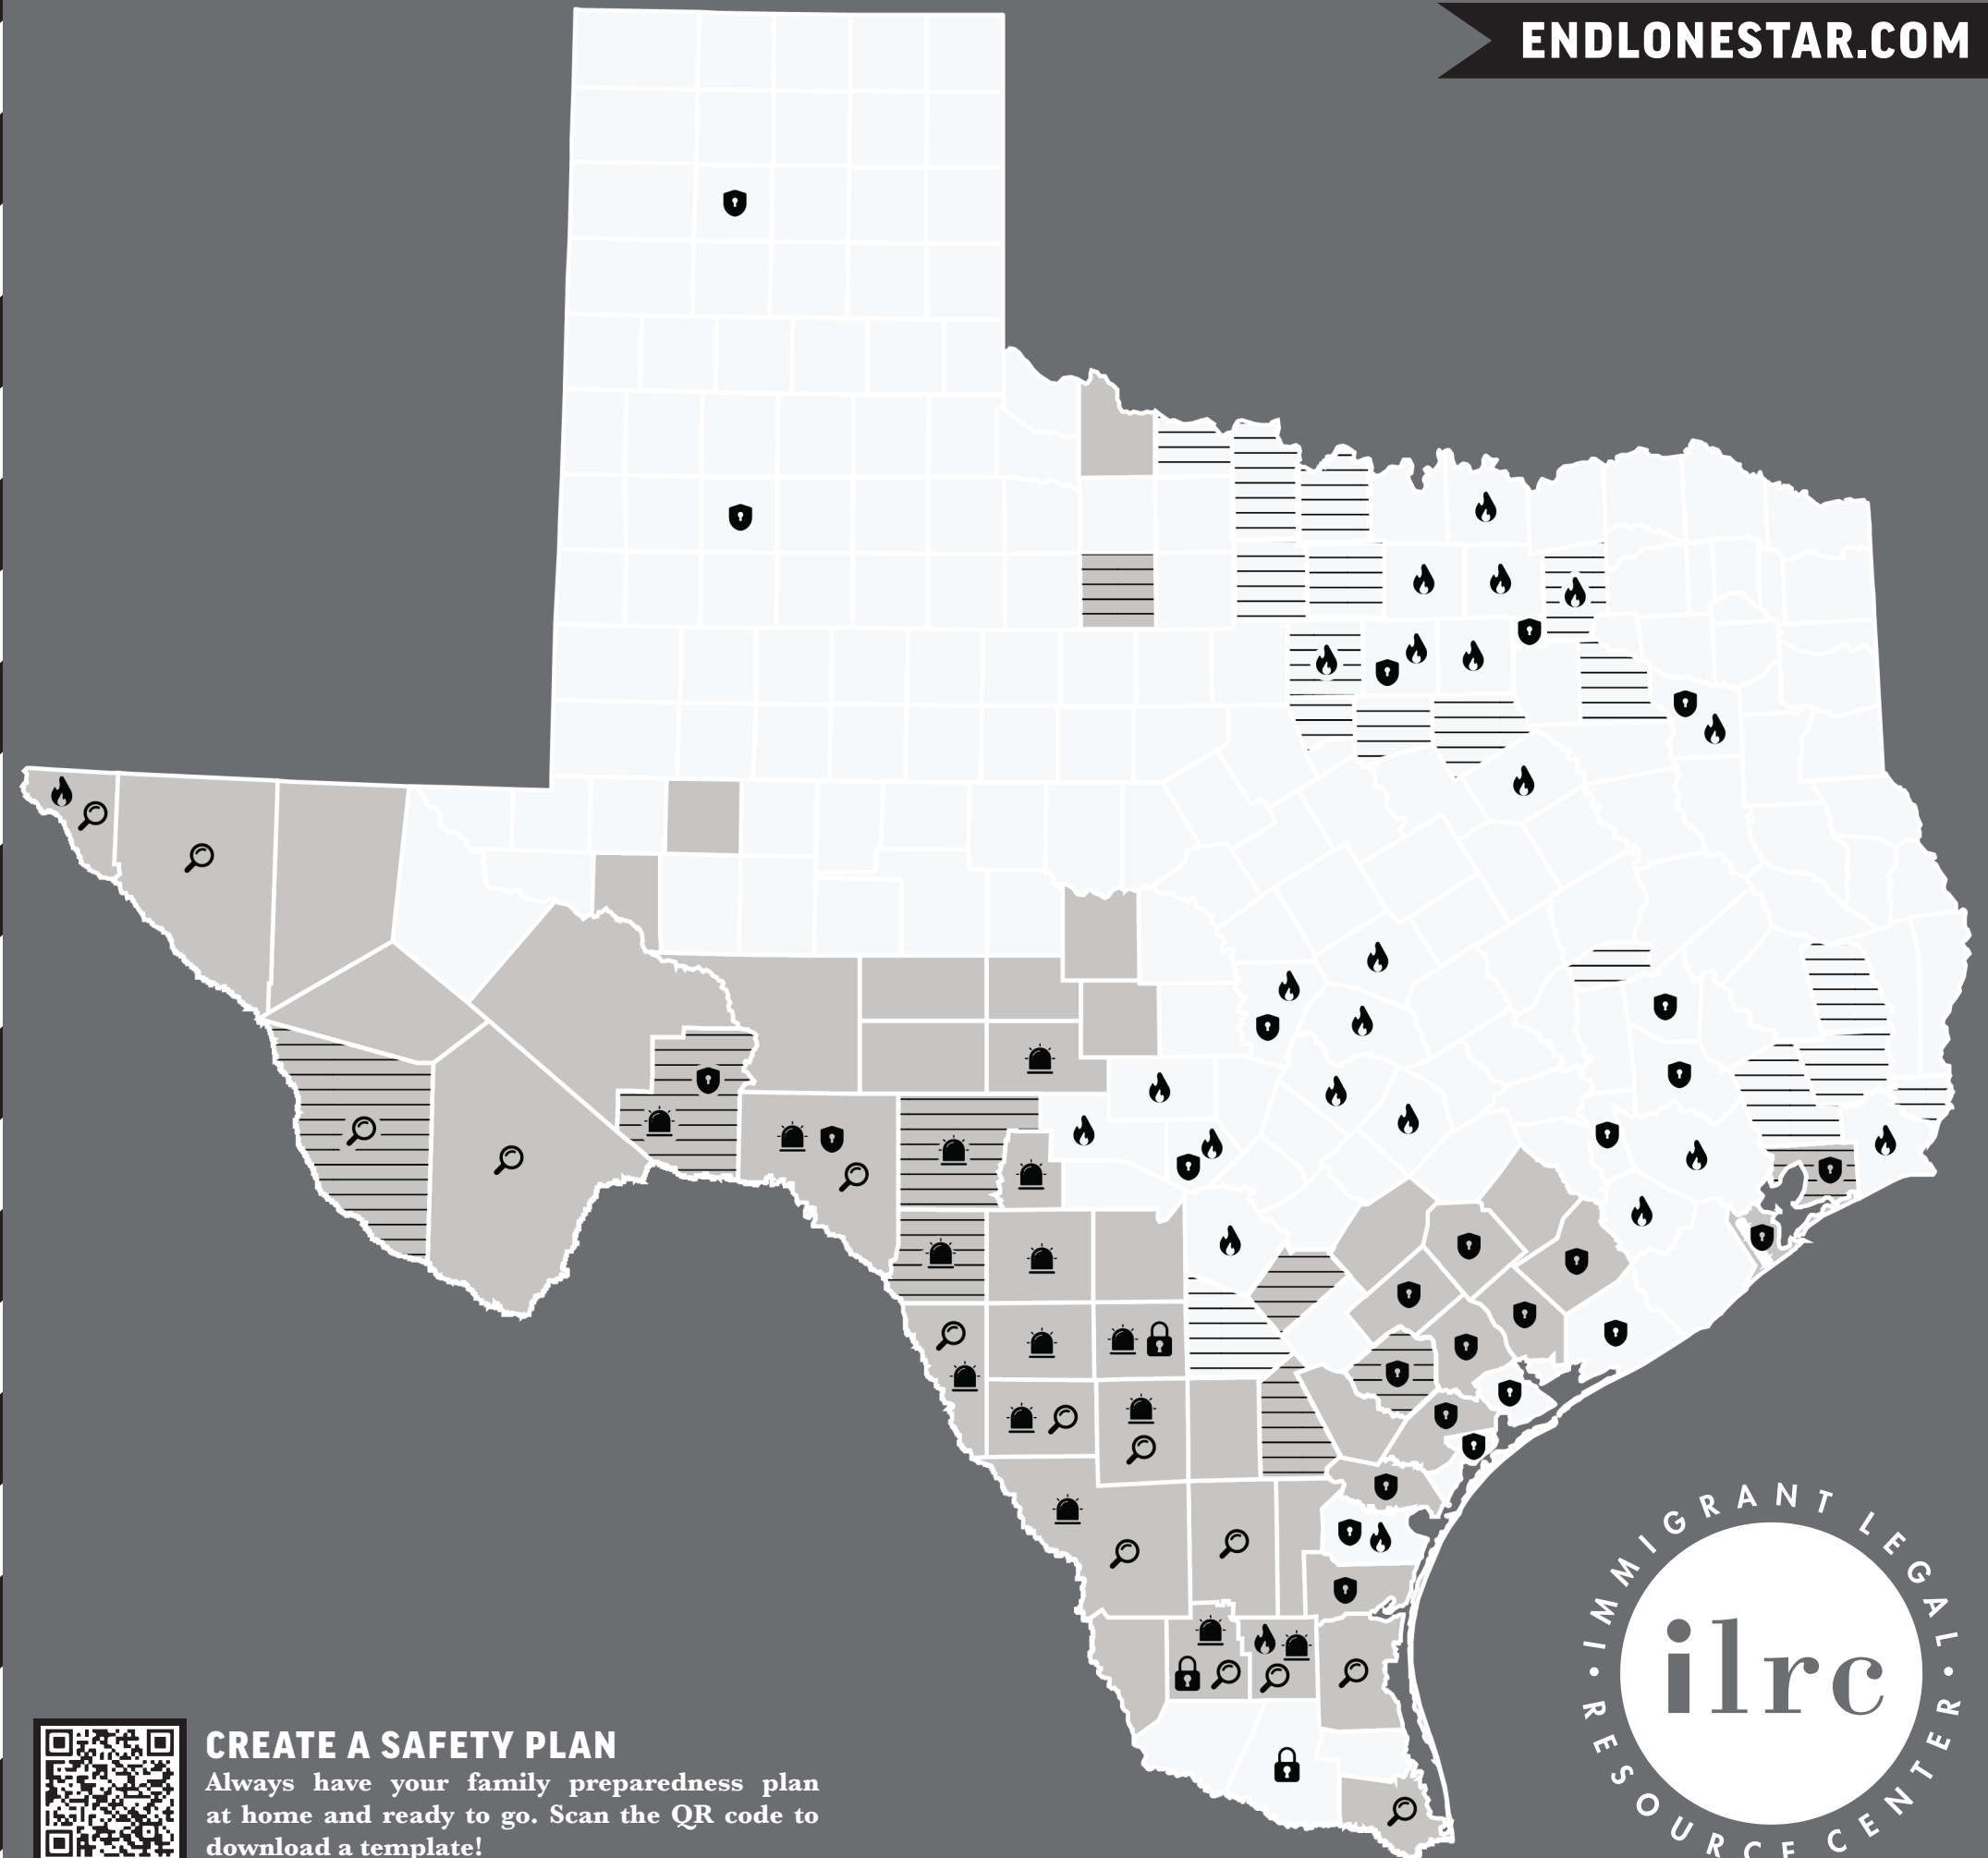 ENDLONESTAR.COM
CREATE A SAFETY PLAN
Always have your family preparedness plan
at home and ready to go. Scan the QR code to
download a template!
• IMMIGRANT LEGAL •
ilrc
RESOURCE CENTER